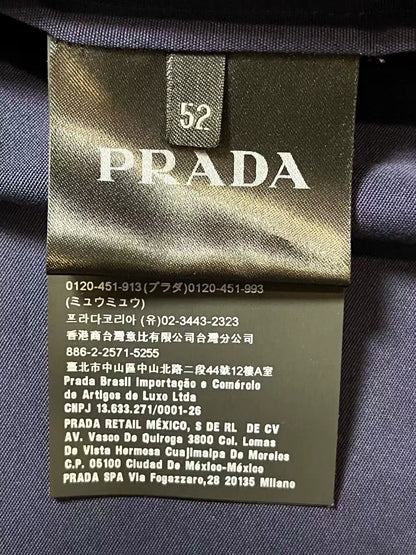 52
PRADA
0120-451-913(プラダ)0120-451-993
(ミュウミュウ)
프라다코리아 (유)02-3443-2323
香港商台灣意比有限公司台灣分公司
886-2-2571-5255
臺北市中山區中山北路二段44號12樓A室
Prada Brasil Importação e Comércio
de Artigos de Luxo Ltda
CNPJ 13.633.271/0001-26
PRADA RETAIL MÉXICO, S DE RL DE CV
AV. Vasco De Quiroga 3800 Col. Lomas
De Vista Hermosa Cuajimalpa De Morelos
C.P. 05100 Ciudad De México-México
PRADA SPA Via Fogazzaro,28 20135 Milano